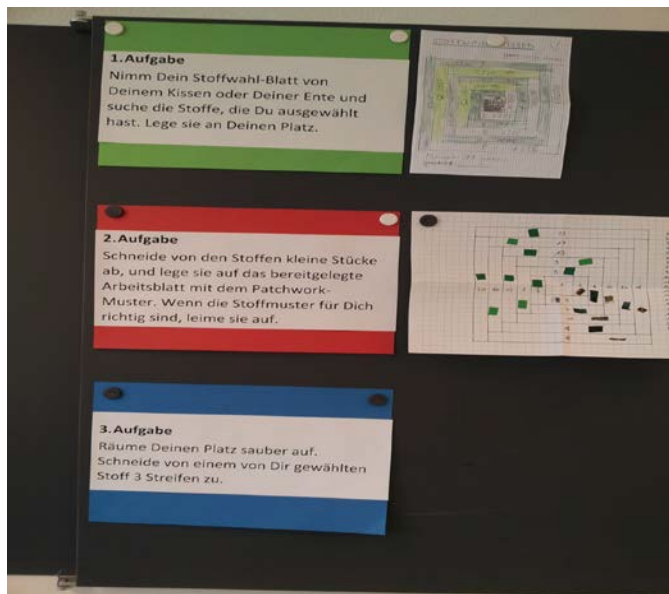 1. Aufgabe
Nimm Dein Stoffwahl-Blatt von
Deinem Kissen oder Deiner Ente und
suche die Stoffe, die Du ausgewählt
hast. Lege sie an Deinen Platz.
2. Aufgabe
Schneide von den Stoffen kleine Stücke
ab, und lege sie auf das bereitgelegte
Arbeitsblatt mit dem Patchwork-
Muster. Wenn die Stoffmuster für Dich
richtig sind, leime sie auf.
3. Aufgabe
Räume Deinen Platz sauber auf.
Schneide von einem von Dir gewählten
Stoff 3 Streifen zu.